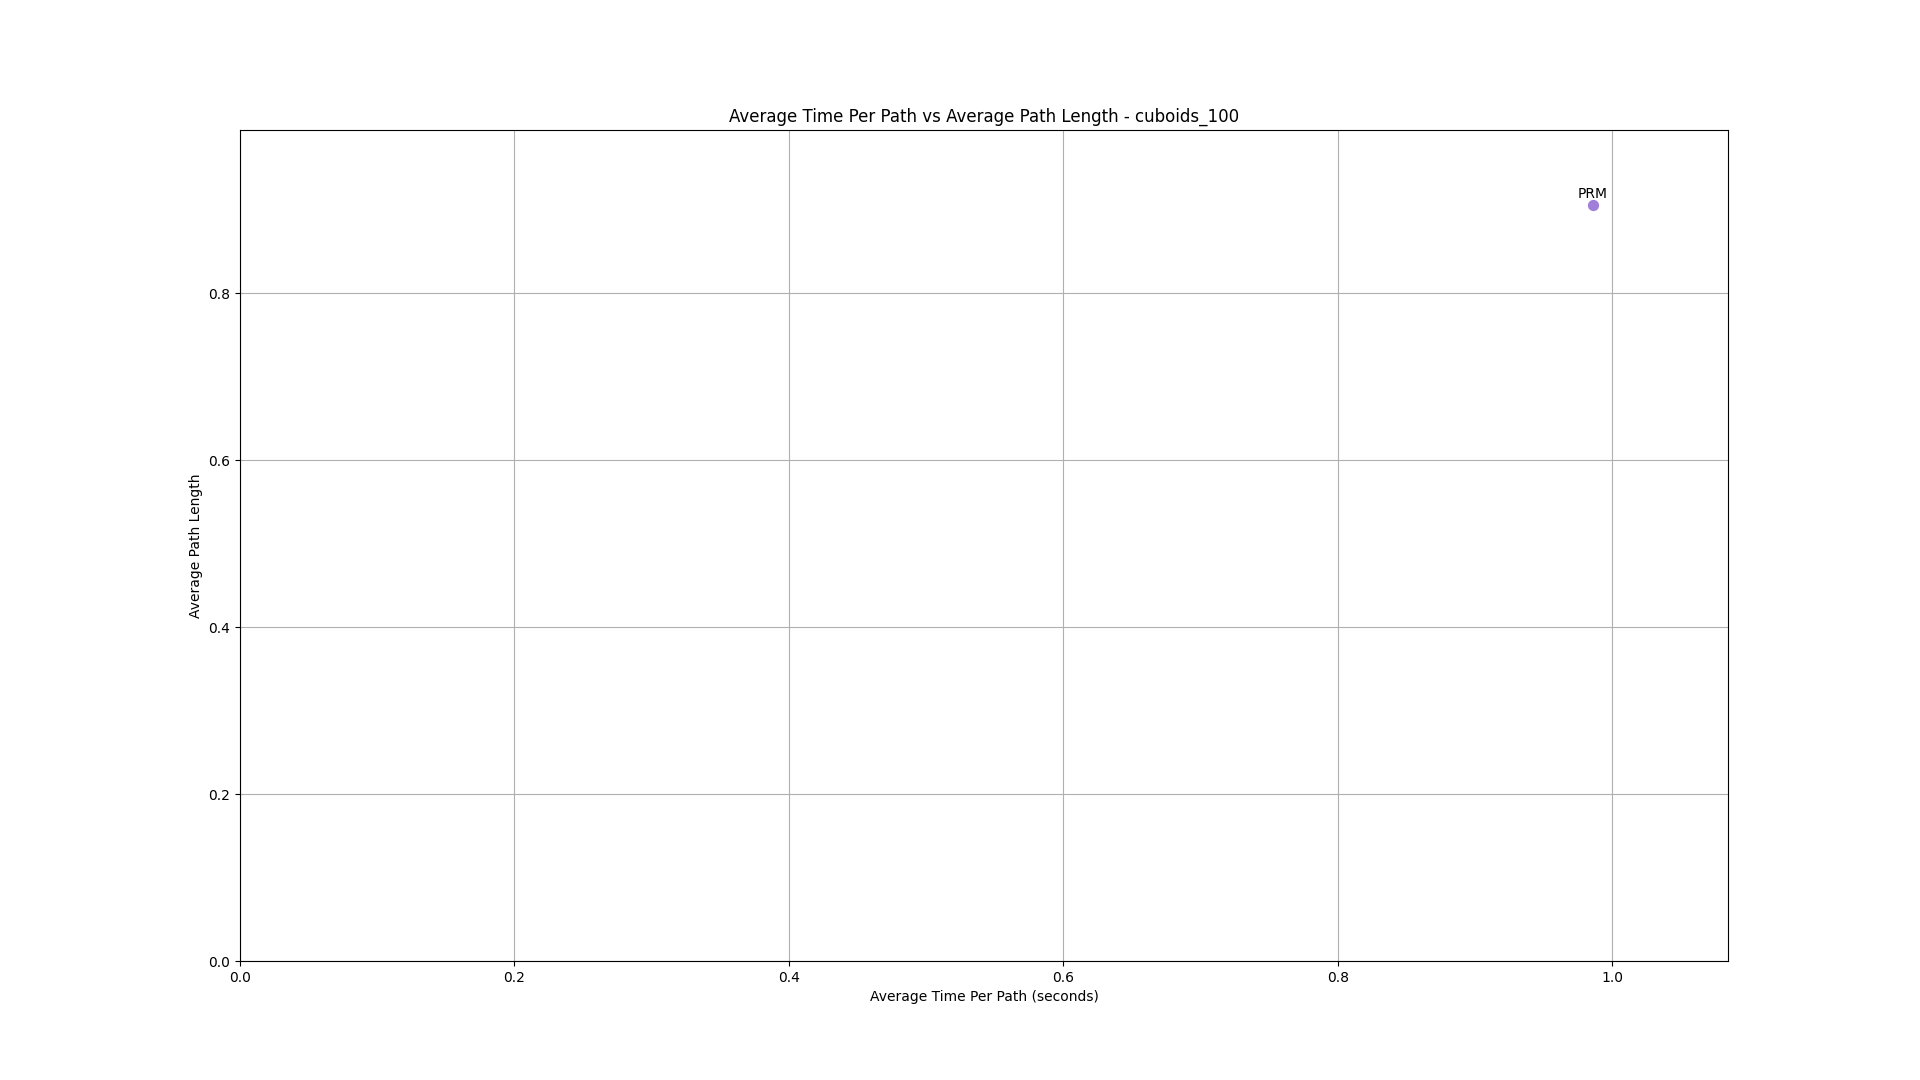 Average Time Per Path vs Average Path Length - cuboids_100
PRM
0.8
0.6
0.4
0.2
0.0
Average Path Length
0.0 0.2 0.4 0.6 0.8 1.0
Average Time Per Path (seconds)